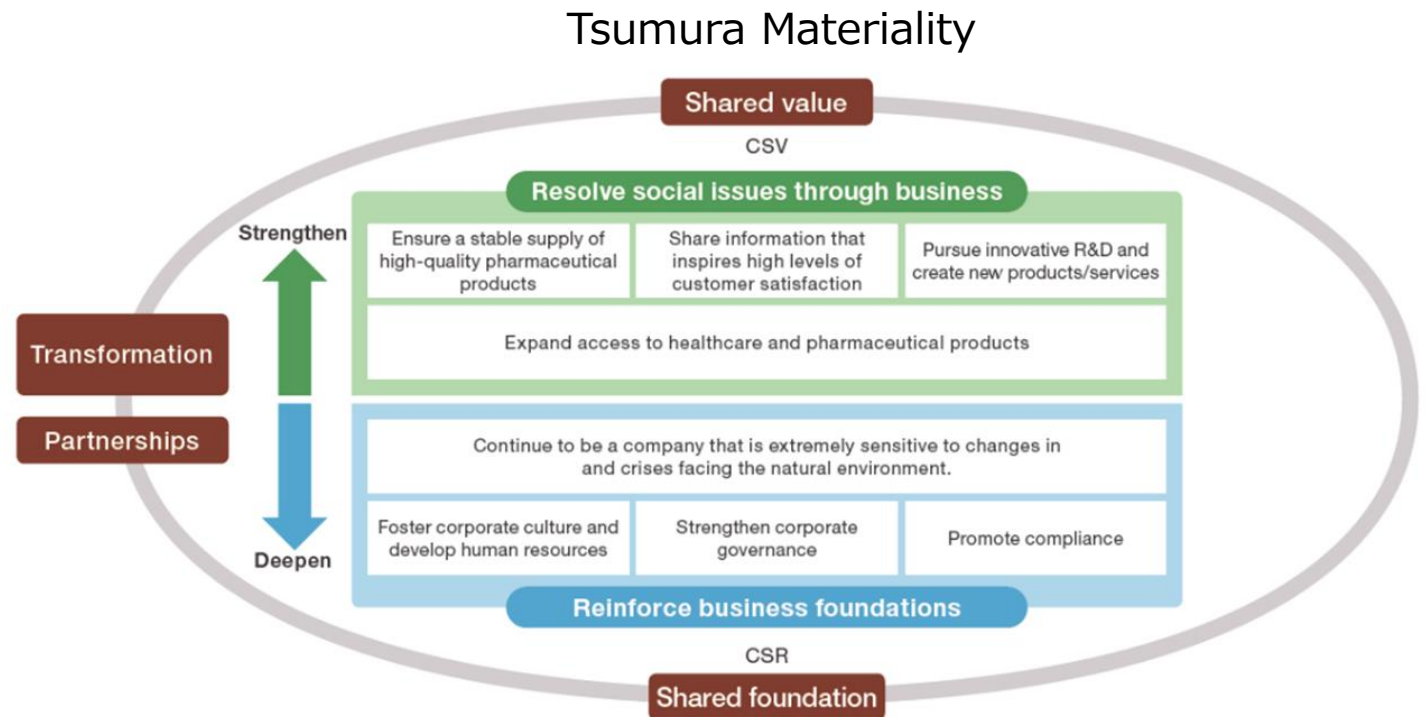 Tsumura Materiality
Shared value
CSV
Resolve social issues through business
Strengthen
Ensure a stable supply of
high-quality pharmaceutical
products
Share information that
inspires high levels of
customer satisfaction
Pursue innovative R&D and
create new products/services
Expand access to healthcare and pharmaceutical products
Transformation
Partnerships
Continue to be a company that is extremely sensitive to changes in
and crises facing the natural environment.
Foster corporate culture and
develop human resources
Strengthen corporate
governance
Promote compliance
Deepen
Reinforce business foundations
CSR
Shared foundation